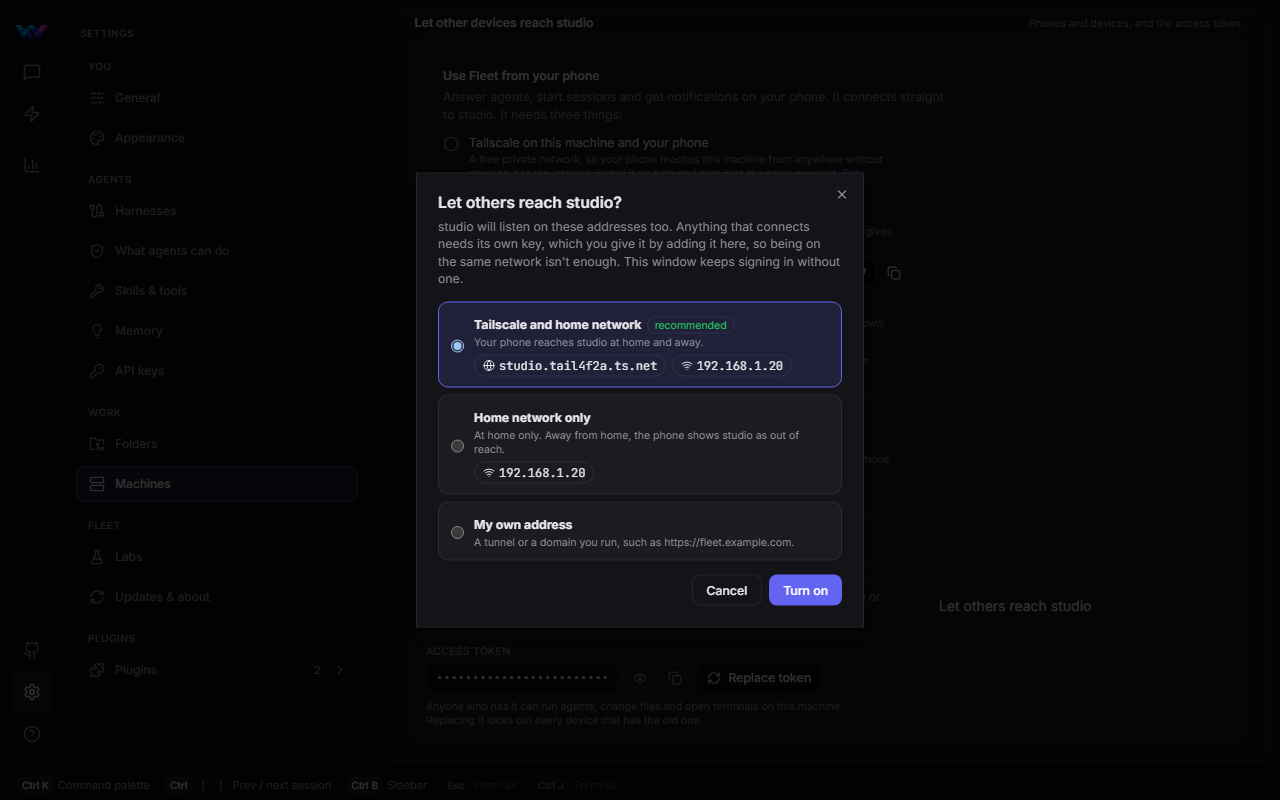 SETTINGS
YOU
General
Appearance
AGENTS
Harnesses
What agents can do
Skills & tools
Memory
API keys
WORK
Folders
Machines
FLEET
Labs
Updates & about
PLUGINS
Plugins 2
Let other devices reach studio
Phones and devices, and the access token.
Use Fleet from your phone
Answer agents, start sessions and get notifications on your phone. It connects straight
to studio. It needs three things:
Tailscale on this machine and your phone
A free private network, so your phone reaches this machine from anywhere without
gives
own
hone.
Let others reach studio?
studio will listen on these addresses too. Anything that connects
needs its own key, which you give it by adding it here, so being on
the same network isn't enough. This window keeps signing in without
one.
Tailscale and home network recommended
Your phone reaches studio at home and away.
studio.tail4f2a.ts.net 192.168.1.20
Home network only
At home only. Away from home, the phone shows studio as out of
reach.
192.168.1.20
My own address
A tunnel or a domain you run, such as https://fleet.example.com.
Cancel Turn on
or
Let others reach studio
ACCESS TOKEN
Replace token
Anyone who has it can run agents, change files and open terminals on this machine.
Replacing it locks out every device that has the old one.
Ctrl K Command palette Ctrl [ ] Prev / next session Ctrl B Sidebar Esc Interrupt Ctrl J Terminal